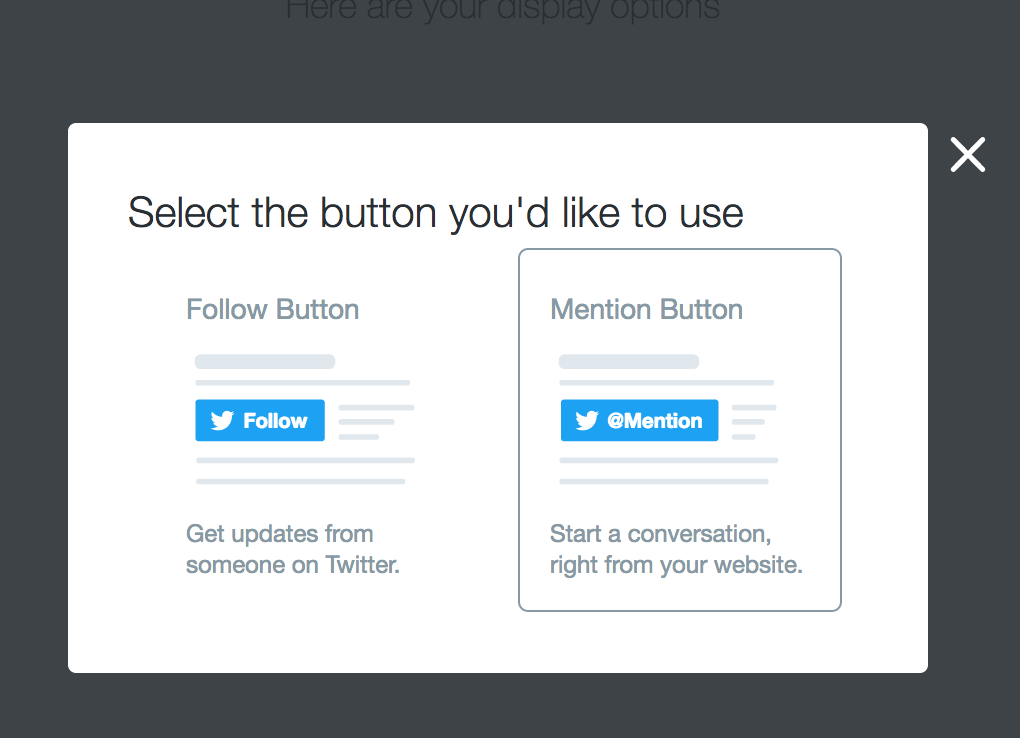 Here are your display options
Select the button you'd like to use
Follow Button
Follow
Get updates from
someone on Twitter.
Mention Button
@Mention
Start a conversation,
right from your website.